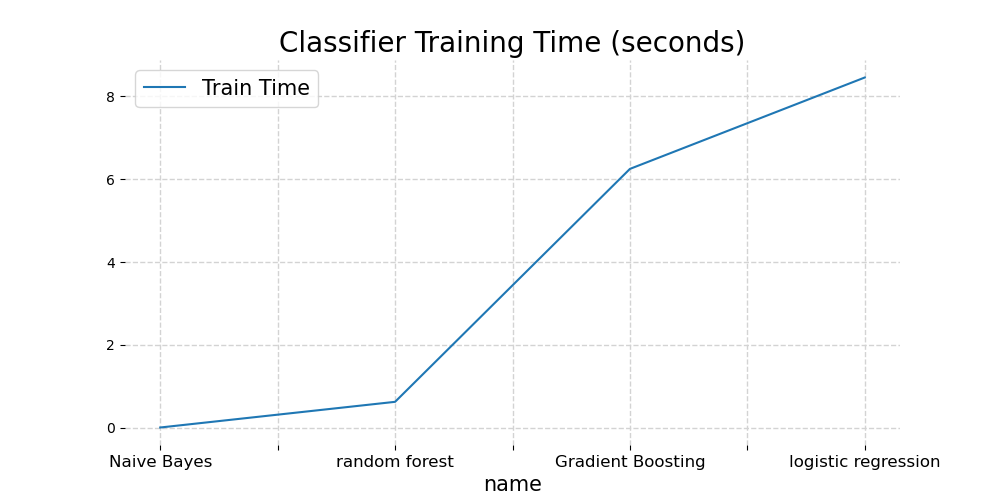 Classifier Training Time (seconds)
Train Time
8
6
4
2
0
Naive Bayes random forest Gradient Boosting logistic regression
name